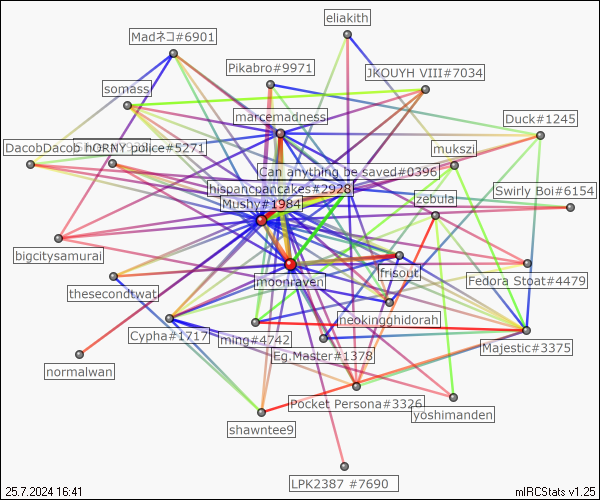 eliakith
Madネコ#6901
Pikabro#9971
JKOUYH VIII#7034
somass
marcemadness
Duck#1245
DacobDacob
hORNY police#5271
mukszi
Can anything be saved#0396
hispancpancakes#2928
Swirly Boi#6154
zebula
Mushy#1984
bigcitysamurai
frisout
Fedora Stoat#4479
moonraven
thesecondtwat
neokingghidorah
Cypha#1717
ming#4742
Majestic#3375
Eg.Master#1378
normalwan
Pocket Persona#3326
yoshimanden
shawntee9
LPK2387 #7690
25.7.2024 16:41
mIRCStats v1.25